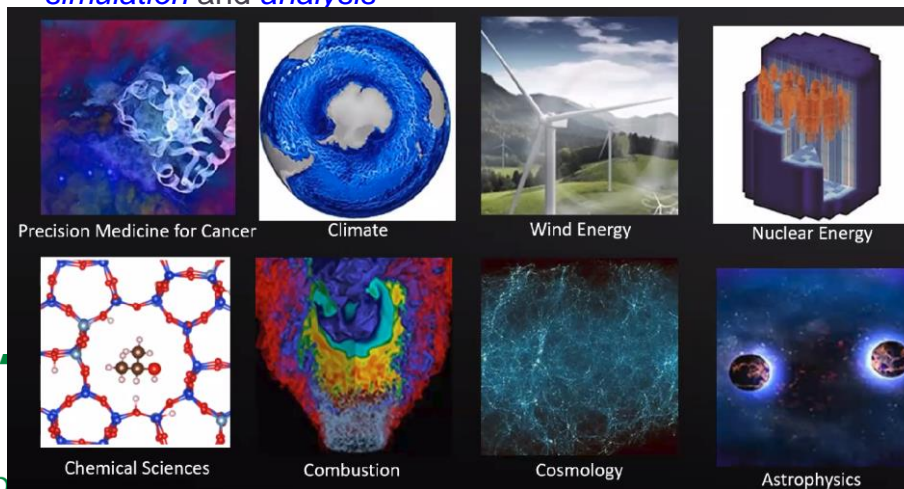 simulation and analysis
Precision Medicine for Cancer
Climate
Wind Energy
Nuclear Energy
Chemical Sciences
Combustion
Cosmology
Astrophysics